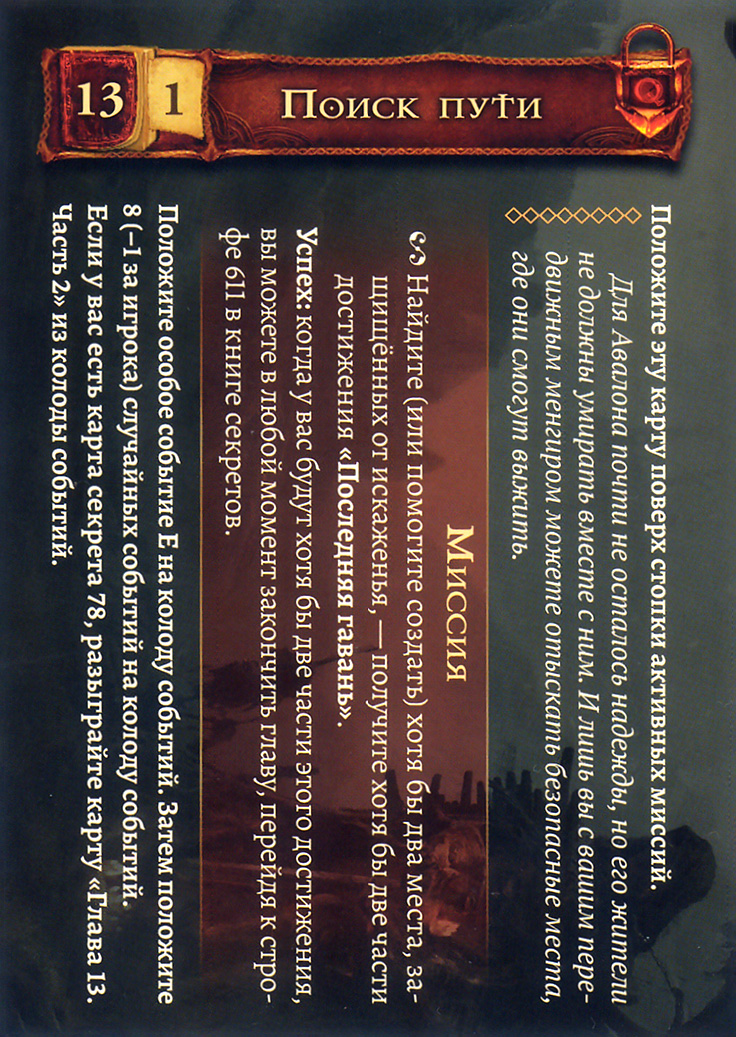 13
1
Поиск пути
Положите эту карту поверх стопки активных миссий.
Для Авалона почти не осталось надежды, но его жители
не должны умирать вместе с ним. И лишь вы с вашим пере-
движным менгиром можете отыскать безопасные места,
где они смогут выжить.
Миссия
Найдите (или помогите создать) хотя бы два места, за-
щищённых от искаженья, — получите хотя бы две части
достижения «Последняя гавань».
Успех: когда у вас будут хотя бы две части этого достижения,
вы можете в любой момент закончить главу, перейдя к стро-
фе 611 в книге секретов.
Положите особое событие E на колоду событий. Затем положите
8 (–1 за игрока) случайных событий на колоду событий.
Если у вас есть карта секрета 78, разыграйте карту «Глава 13.
Часть 2» из колоды событий.